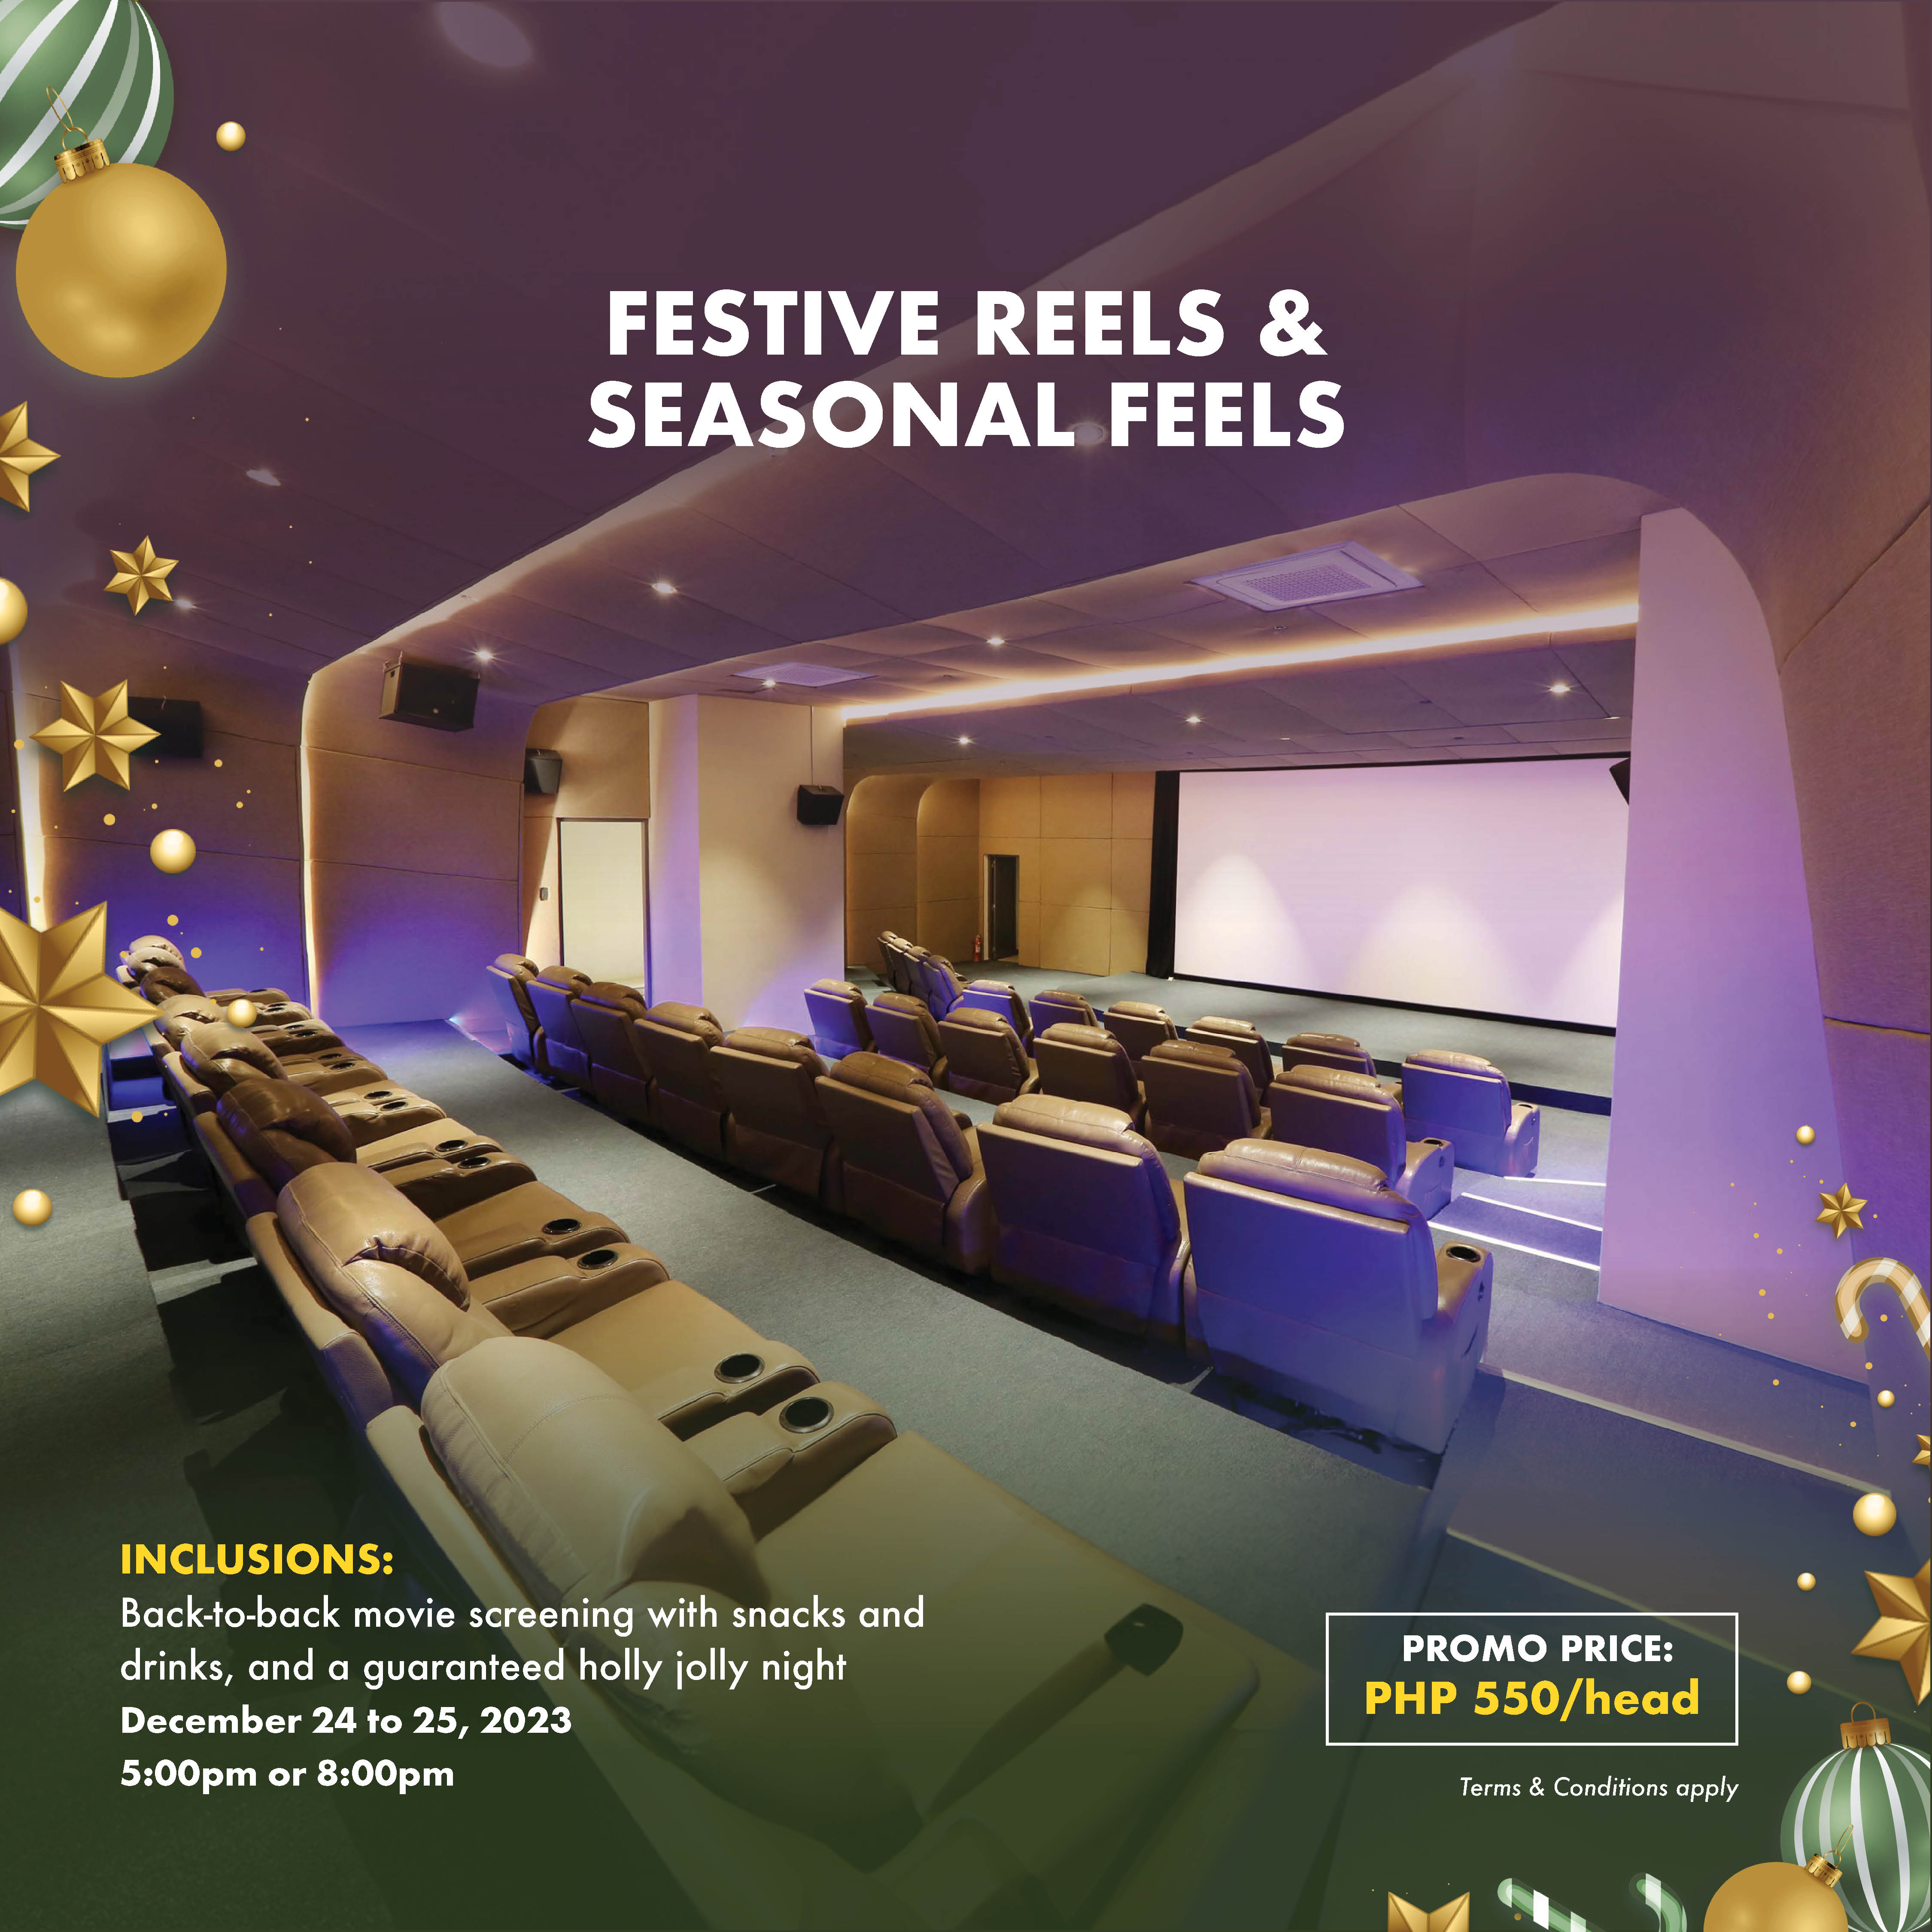 FESTIVE REELS &
SEASONAL FEELS
INCLUSIONS:
Back-to-back movie screening with snacks and
drinks, and a guaranteed holly jolly night
December 24 to 25, 2023
5:00pm or 8:00pm
PROMO PRICE:
PHP 550/head
Terms & Conditions apply